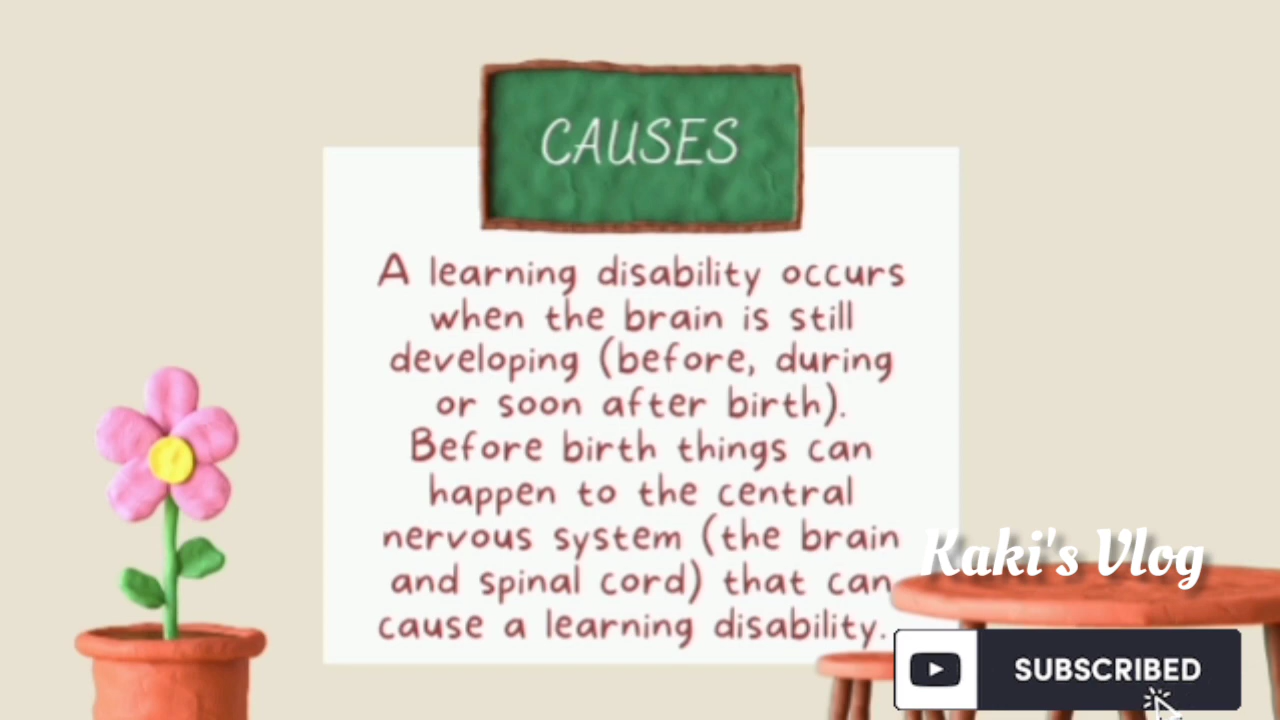 CAUSES
A learning disability occurs
when the brain is still
developing (before, during
or soon after birth).
Before birth things can
happen to the central
nervous system (the brain
and spinal cord) that can
cause a learning disability.
Kaki's Vlog
SUBSCRIBED